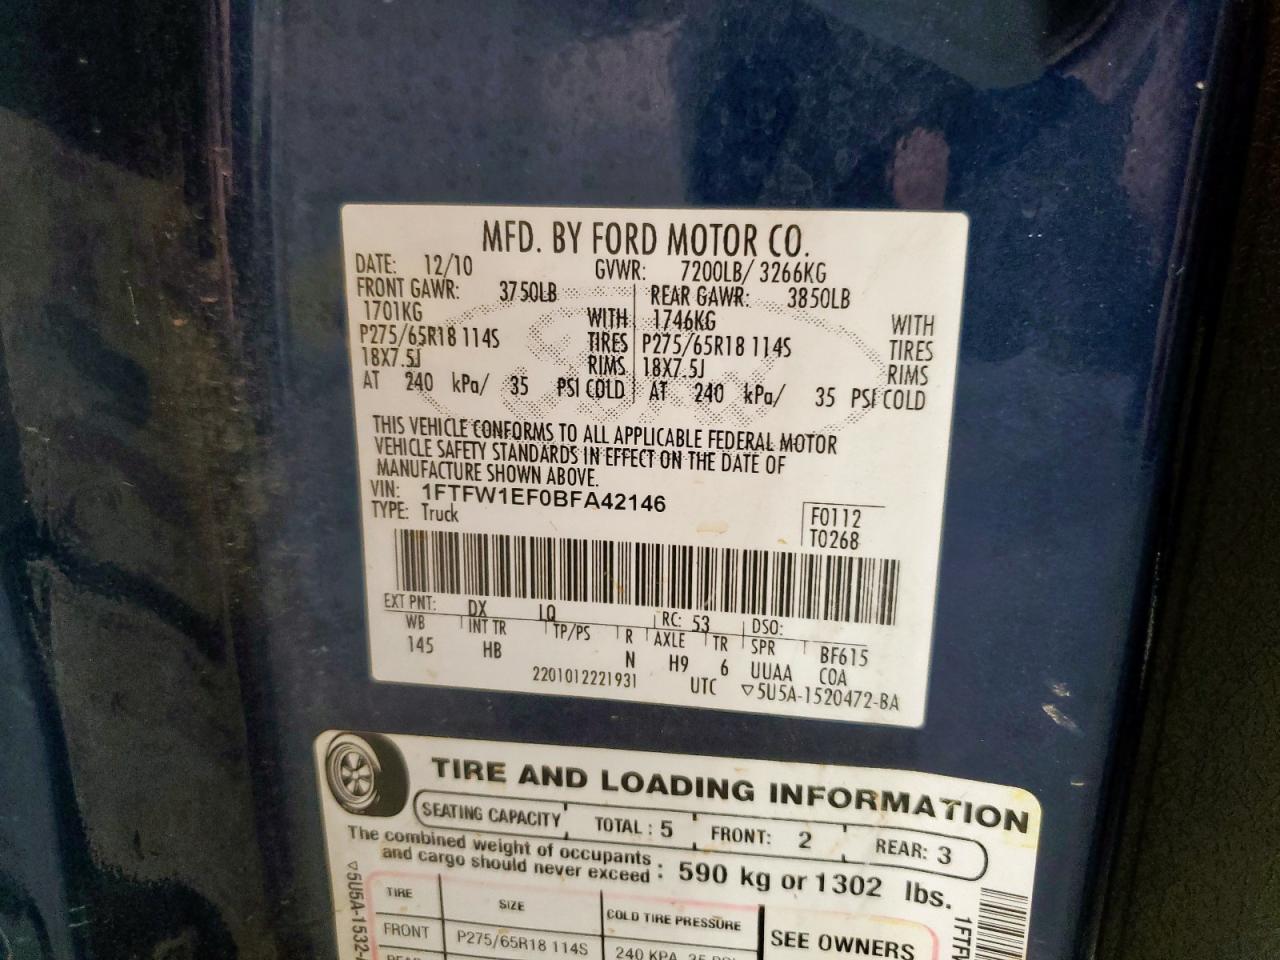 MFD. BY FORD MOTOR CO.
DATE: 12/10 GVWR: 7200LB/ 3266KG
FRONT GAWR: 3750LB REAR GAWR: 3850LB
1701KG WITH 1746KG WITH
P275/65R18 114S TIRES P275/65R18 114S TIRES
18X7.5J RIMS 18X7.5J RIMS
AT 240 kPa/ 35 PSI COLD AT 240 kPa/ 35 PSI COLD
THIS VEHICLE CONFORMS TO ALL APPLICABLE FEDERAL MOTOR
VEHICLE SAFETY STANDARDS IN EFFECT ON THE DATE OF
MANUFACTURE SHOWN ABOVE.
VIN: 1FTFW1EF0BFA42146
TYPE: Truck
F0112
T0268
EXT PNT: DX LQ RC: 53 DSO:
WB INT TR TP/PS R AXLE TR SPR BF615
145 HB N H9 6 UUAA COA
2201012221931 UTC ▽5U5A-1520472-BA
TIRE AND LOADING INFORMATION
SEATING CAPACITY TOTAL : 5 FRONT: 2 REAR: 3
The combined weight of occupants
and cargo should never exceed : 590 kg or 1302 lbs.
TIRE SIZE COLD TIRE PRESSURE SEE OWNERS
FRONT P275/65R18 114S 240 KPA,
▽5U5A-1532
1FTF